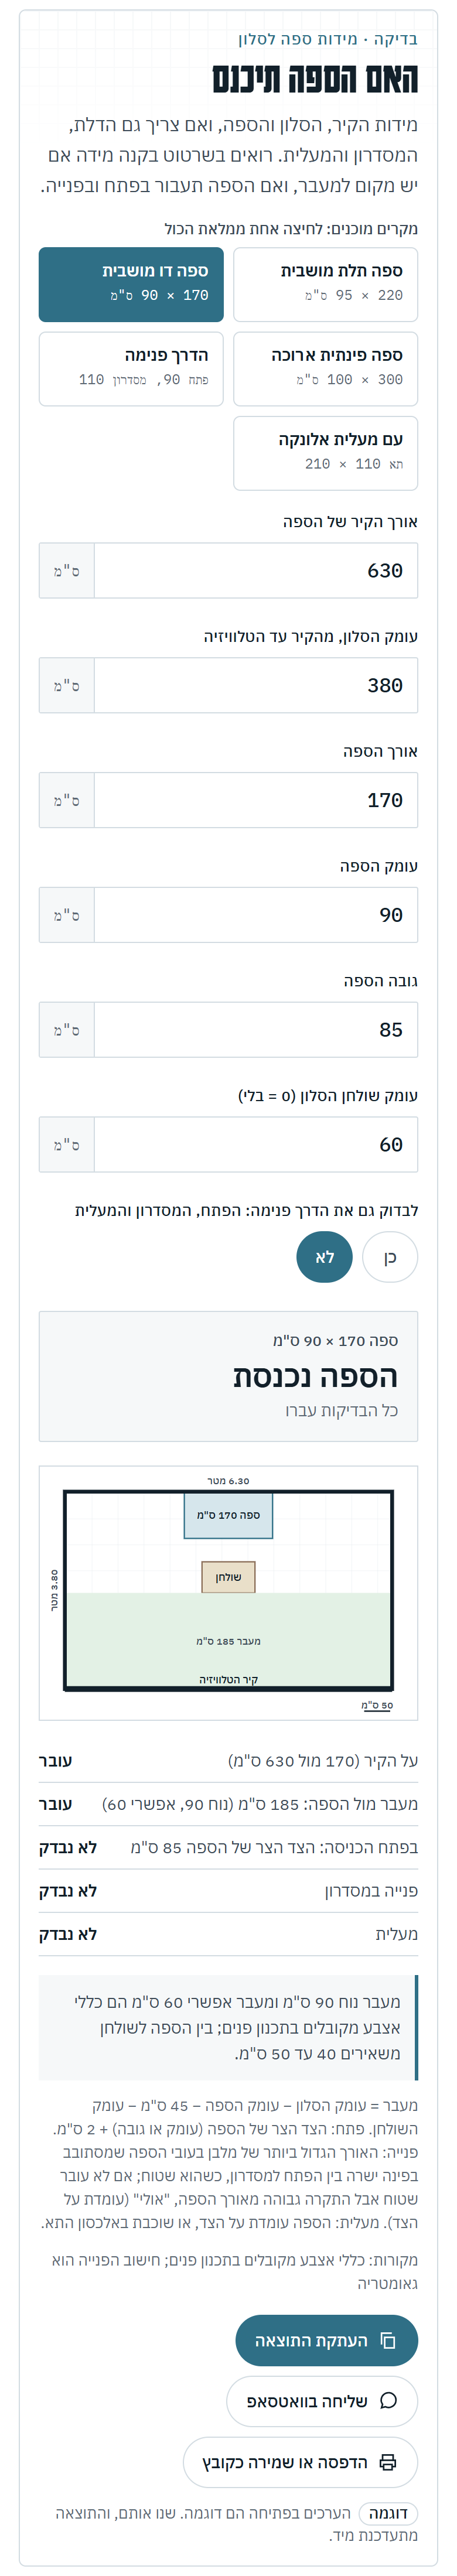 בדיקה · מידות ספה לסלון
האם הספה תיכנס
מידות הקיר, הסלון והספה, ואם צריך גם הדלת,
המסדרון והמעלית. רואים בשרטוט בקנה מידה אם
יש מקום למעבר, ואם הספה תעבור בפתח ובפנייה.
מקרים מוכנים: לחיצה אחת ממלאת הכול
ספה תלת מושבית
220 × 95 ס"מ
ספה דו מושבית
170 × 90 ס"מ
ספה פינתית ארוכה
300 × 100 ס"מ
הדרך פנימה
פתח 90, מסדרון 110
עם מעלית אלונקה
תא 110 × 210
אורך הקיר של הספה
630 ס"מ
עומק הסלון, מהקיר עד הטלוויזיה
380 ס"מ
אורך הספה
170 ס"מ
עומק הספה
90 ס"מ
גובה הספה
85 ס"מ
עומק שולחן הסלון (0 = בלי)
60 ס"מ
לבדוק גם את הדרך פנימה: הפתח, המסדרון והמעלית
כן
לא
ספה 170 × 90 ס"מ
הספה נכנסת
כל הבדיקות עברו
6.30 מטר
ספה 170 ס"מ
3.80 מטר
שולחן
מעבר 185 ס"מ
קיר הטלוויזיה
50 ס"מ
על הקיר (170 מול 630 ס"מ) עובר
מעבר מול הספה: 185 ס"מ (נוח 90, אפשרי 60) עובר
בפתח הכניסה: הצד הצר של הספה 85 ס"מ לא נבדק
פנייה במסדרון לא נבדק
מעלית לא נבדק
מעבר נוח 90 ס"מ ומעבר אפשרי 60 ס"מ הם כללי
אצבע מקובלים בתכנון פנים; בין הספה לשולחן
משאירים 40 עד 50 ס"מ.
מעבר = עומק הסלון − עומק הספה − 45 ס"מ − עומק
השולחן. פתח: הצד הצר של הספה (עומק או גובה) + 2 ס"מ.
פנייה: האורך הגדול ביותר של מלבן בעובי הספה שמסתובב
בפינה ישרה בין הפתח למסדרון, כשהוא שטוח; אם לא עובר
שטוח אבל התקרה גבוהה מאורך הספה, "אולי" (עומדת על
הצד). מעלית: הספה עומדת על הצד, או שוכבת באלכסון התא.
מקורות: כללי אצבע מקובלים בתכנון פנים; חישוב הפנייה הוא
גאומטריה
העתקת התוצאה
שליחה בוואטסאפ
הדפסה או שמירה כקובץ
דוגמה הערכים בפתיחה הם דוגמה. שנו אותם, והתוצאה
מתעדכנת מיד.